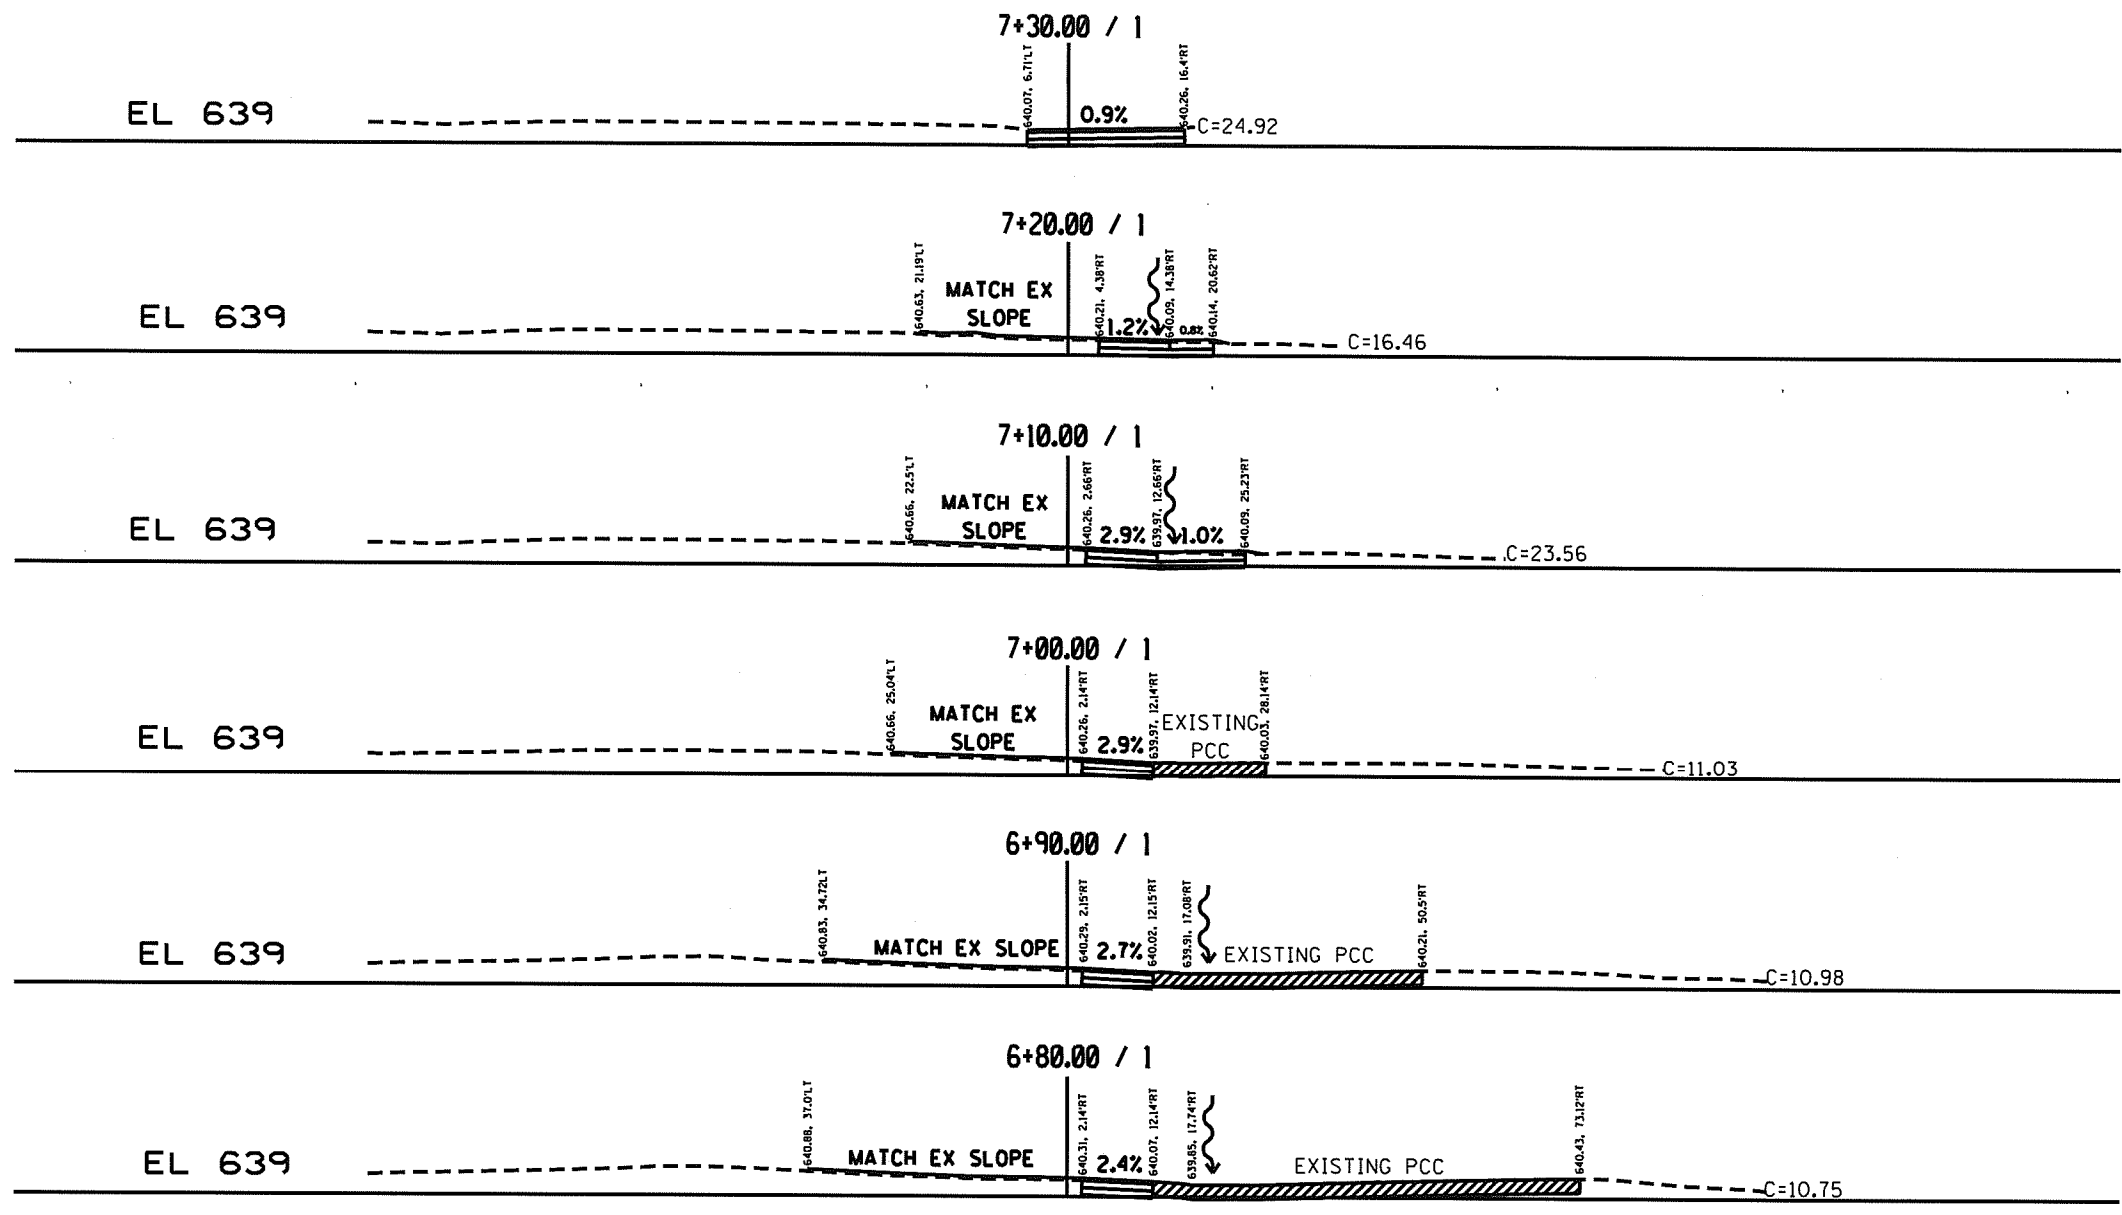 7+30.00 / 1
640.07, 6.71'LT
640.26, 16.4'RT
EL 639
0.9%
C=24.92
7+20.00 / 1
640.63, 21.19'LT
MATCH EX
SLOPE
640.21, 4.38'RT
640.09, 14.38'RT
640.14, 20.62'RT
EL 639
1.2%
0.8%
C=16.46
7+10.00 / 1
640.66, 22.5'LT
MATCH EX
SLOPE
640.26, 2.66'RT
639.97, 12.66'RT
640.09, 25.23'RT
EL 639
2.9%
1.0%
C=23.56
7+00.00 / 1
640.66, 25.04'LT
MATCH EX
SLOPE
640.26, 2.14'RT
639.97, 12.14'RT
640.03, 28.14'RT
EXISTING
PCC
EL 639
2.9%
C=11.03
6+90.00 / 1
640.83, 34.72LT
640.29, 2.15'RT
640.02, 12.15'RT
639.91, 17.08'RT
640.21, 50.5'RT
EL 639
MATCH EX SLOPE
2.7%
EXISTING PCC
C=10.98
6+80.00 / 1
640.88, 37.0'LT
640.31, 2.14'RT
640.07, 12.14'RT
639.85, 17.74'RT
640.43, 73.12'RT
EL 639
MATCH EX SLOPE
2.4%
EXISTING PCC
C=10.75